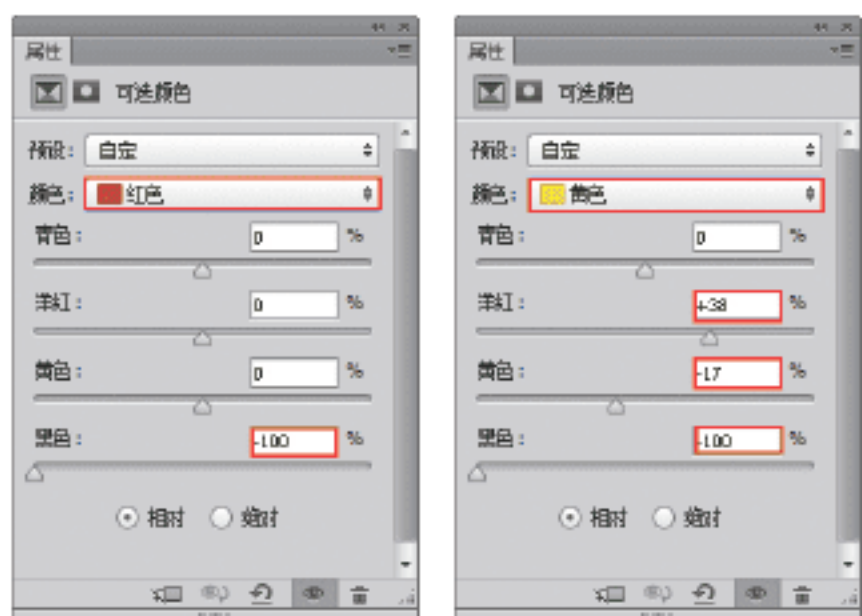 属性
可选颜色
预设： 自定
颜色： 红色
青色： 0 %
洋红： 0 %
黄色： 0 %
黑色： -100 %
相对 绝对
属性
可选颜色
预设： 自定
颜色： 黄色
青色： 0 %
洋红： +38 %
黄色： -17 %
黑色： -100 %
相对 绝对